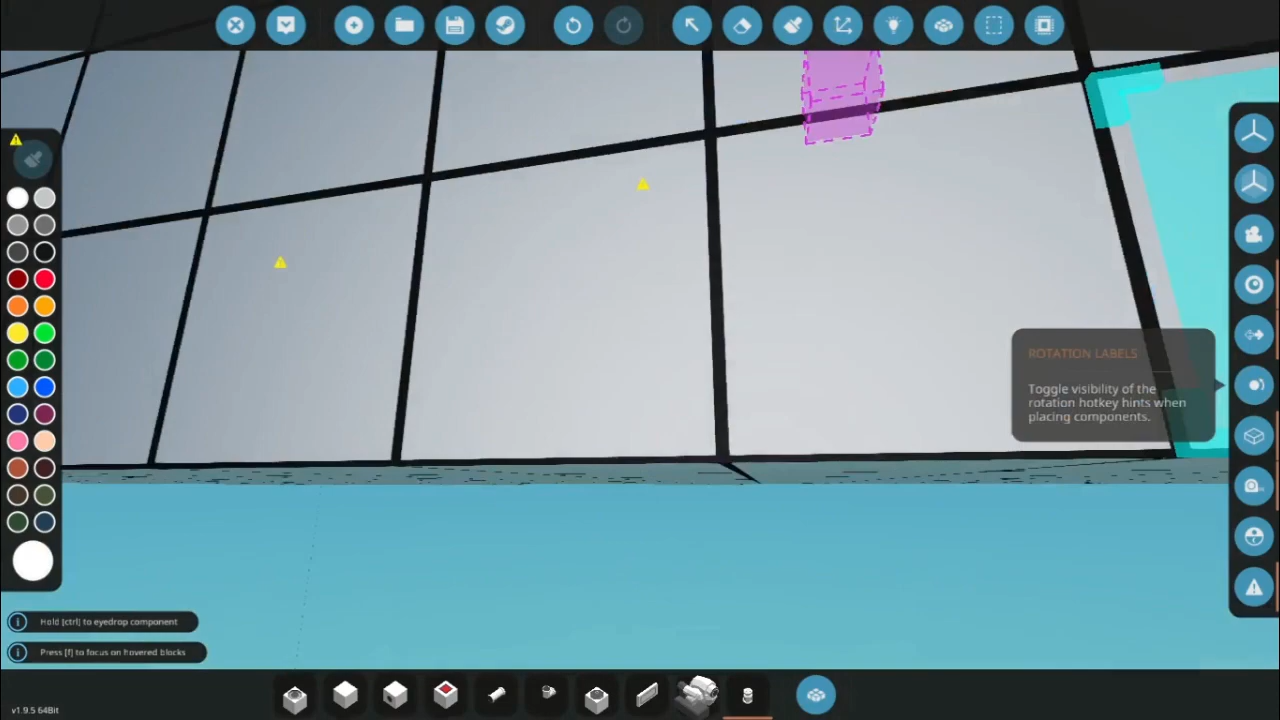 ROTATION LABELS
Toggle visibility of the
rotation hotkey hints when
placing components.
Hold [ctrl] to eyedrop component
Press [f] to focus on hovered blocks
v1.9.5 64Bit